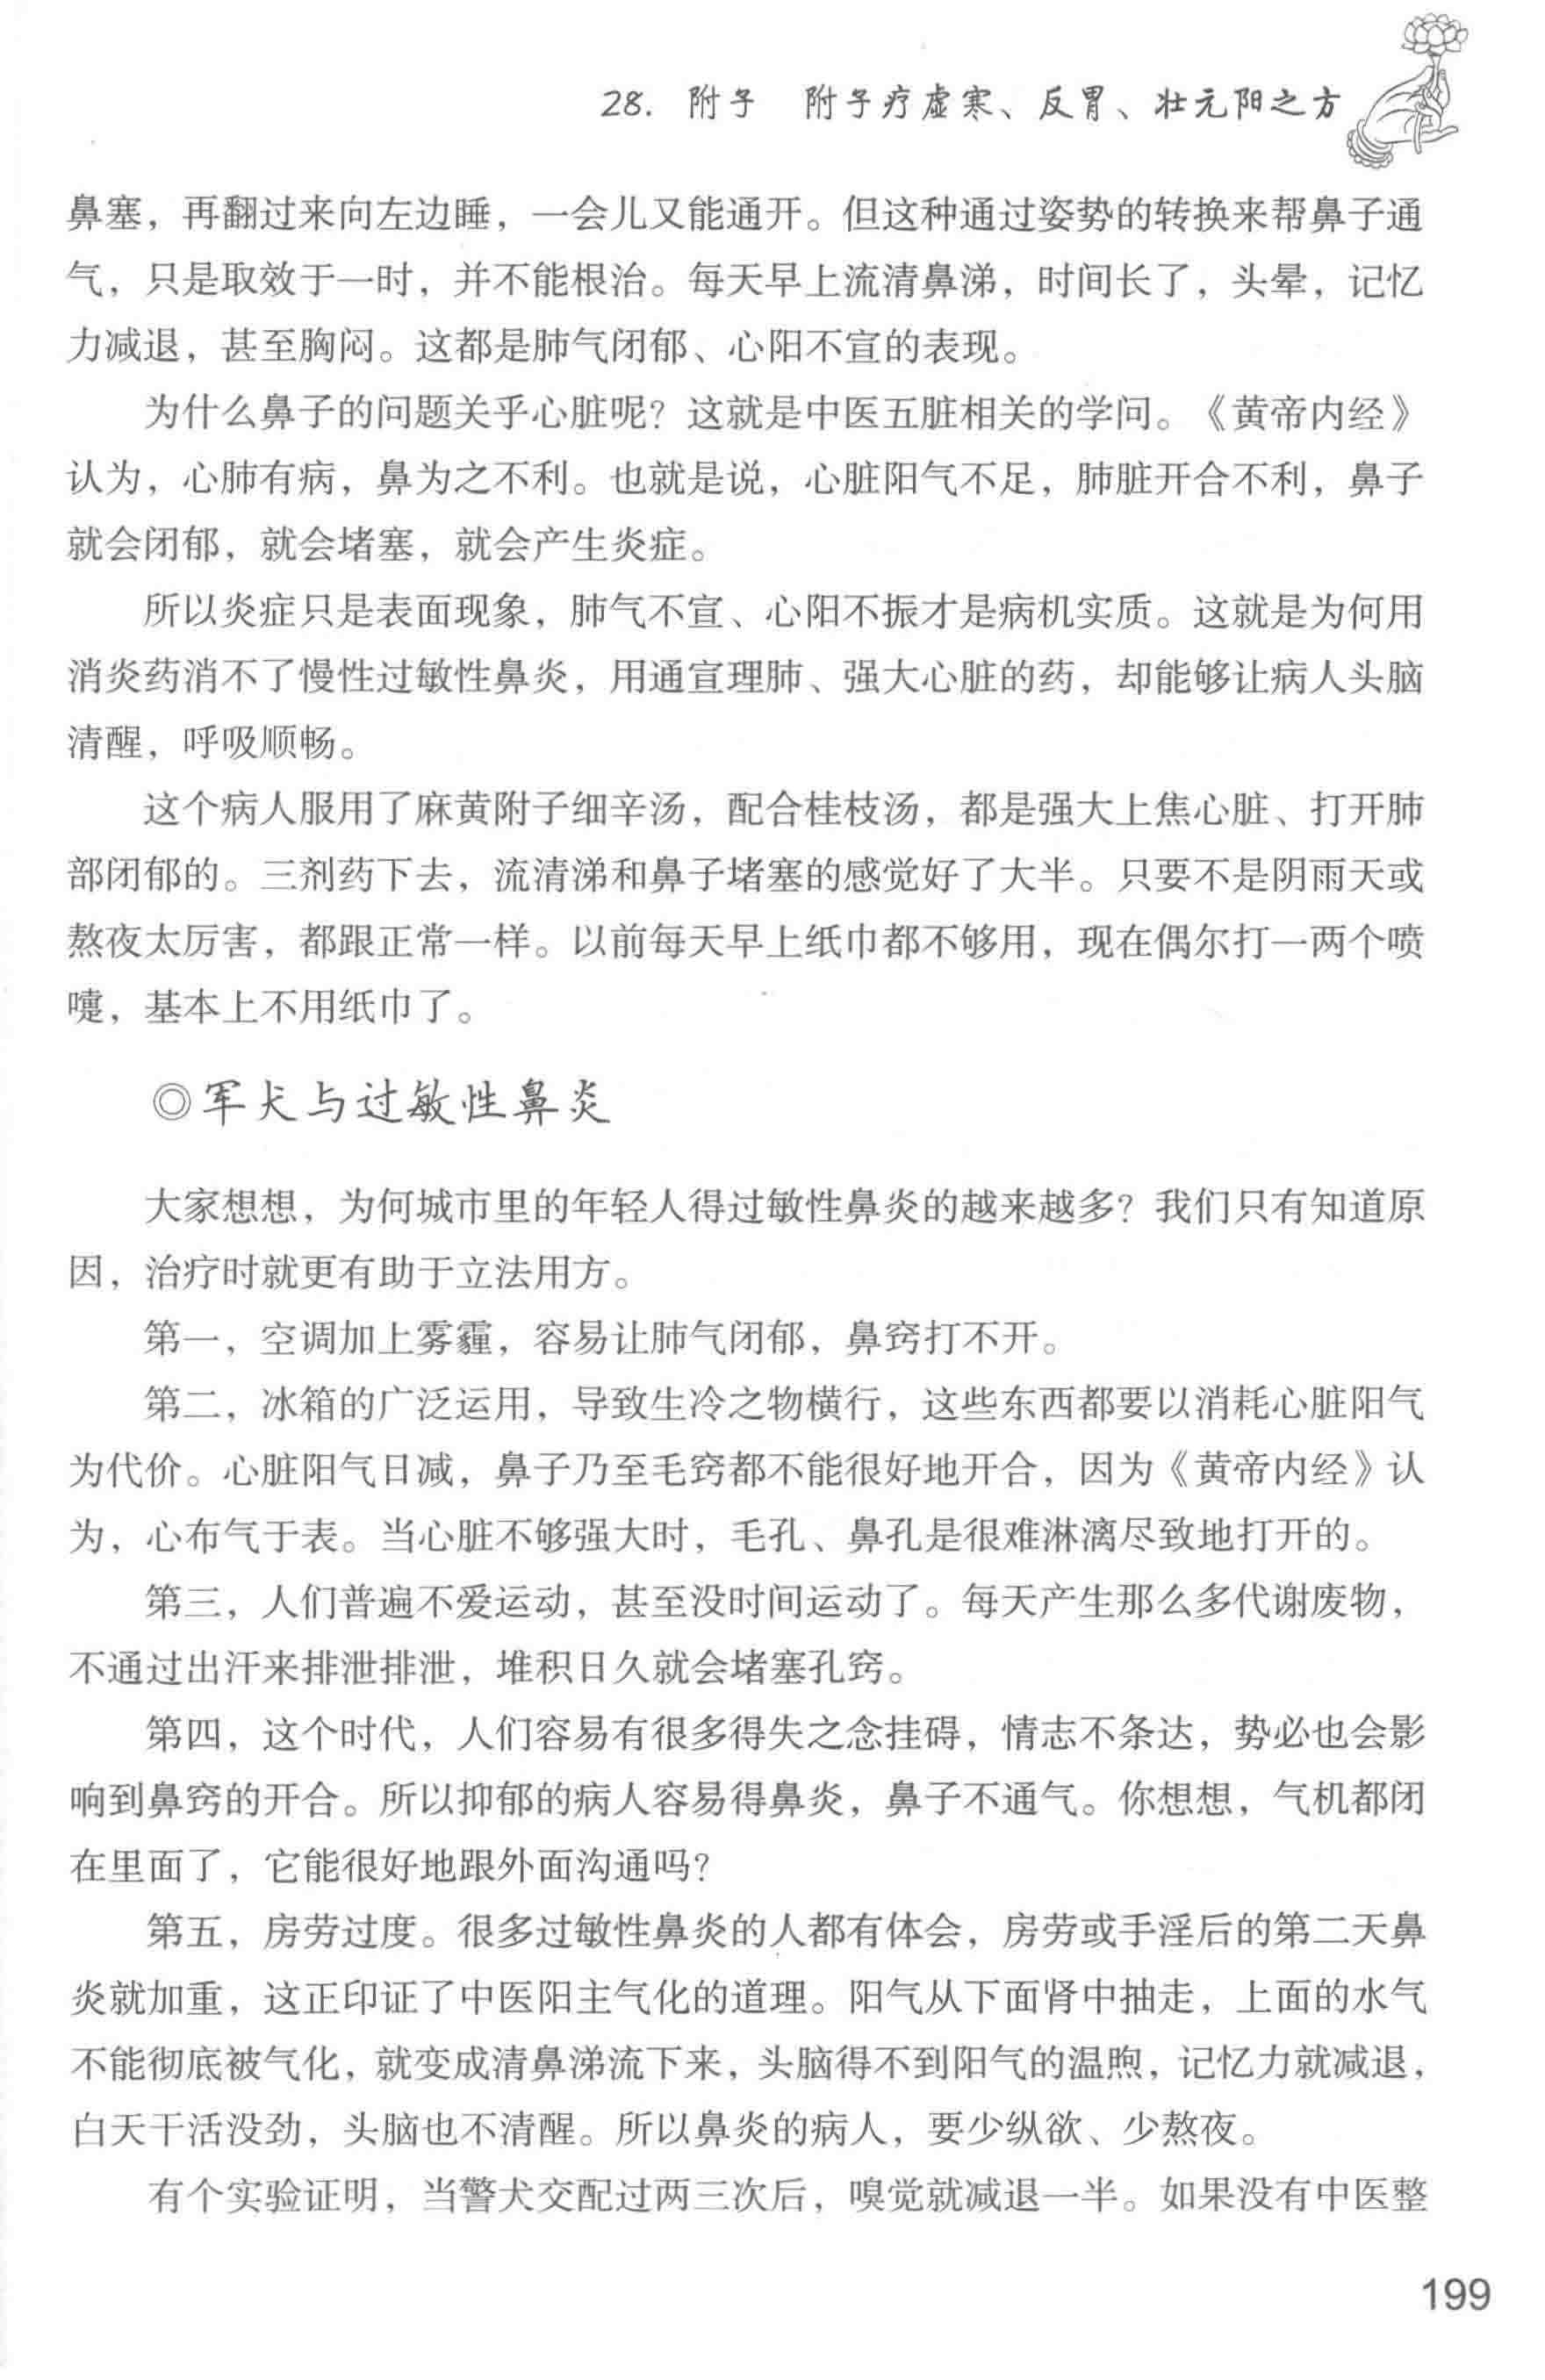 28. 附子　附子疗虚寒、反胃、壮元阳之方
鼻塞，再翻过来向左边睡，一会儿又能通开。但这种通过姿势的转换来帮鼻子通
气，只是取效于一时，并不能根治。每天早上流清鼻涕，时间长了，头晕，记忆
力减退，甚至胸闷。这都是肺气闭郁、心阳不宣的表现。
为什么鼻子的问题关乎心脏呢？这就是中医五脏相关的学问。《黄帝内经》
认为，心肺有病，鼻为之不利。也就是说，心脏阳气不足，肺脏开合不利，鼻子
就会闭郁，就会堵塞，就会产生炎症。
所以炎症只是表面现象，肺气不宣、心阳不振才是病机实质。这就是为何用
消炎药消不了慢性过敏性鼻炎，用通宣理肺、强大心脏的药，却能够让病人头脑
清醒，呼吸顺畅。
这个病人服用了麻黄附子细辛汤，配合桂枝汤，都是强大上焦心脏、打开肺
部闭郁的。三剂药下去，流清涕和鼻子堵塞的感觉好了大半。只要不是阴雨天或
熬夜太厉害，都跟正常一样。以前每天早上纸巾都不够用，现在偶尔打一两个喷
嚏，基本上不用纸巾了。
◎军犬与过敏性鼻炎
大家想想，为何城市里的年轻人得过敏性鼻炎的越来越多？我们只有知道原
因，治疗时就更有助于立法用方。
第一，空调加上雾霾，容易让肺气闭郁，鼻窍打不开。
第二，冰箱的广泛运用，导致生冷之物横行，这些东西都要以消耗心脏阳气
为代价。心脏阳气日减，鼻子乃至毛窍都不能很好地开合，因为《黄帝内经》认
为，心布气于表。当心脏不够强大时，毛孔、鼻孔是很难淋漓尽致地打开的。
第三，人们普遍不爱运动，甚至没时间运动了。每天产生那么多代谢废物，
不通过出汗来排泄排泄，堆积日久就会堵塞孔窍。
第四，这个时代，人们容易有很多得失之念挂碍，情志不条达，势必也会影
响到鼻窍的开合。所以抑郁的病人容易得鼻炎，鼻子不通气。你想想，气机都闭
在里面了，它能很好地跟外面沟通吗？
第五，房劳过度。很多过敏性鼻炎的人都有体会，房劳或手淫后的第二天鼻
炎就加重，这正印证了中医阳主气化的道理。阳气从下面肾中抽走，上面的水气
不能彻底被气化，就变成清鼻涕流下来，头脑得不到阳气的温煦，记忆力就减退，
白天干活没劲，头脑也不清醒。所以鼻炎的病人，要少纵欲、少熬夜。
有个实验证明，当警犬交配过两三次后，嗅觉就减退一半。如果没有中医整
199